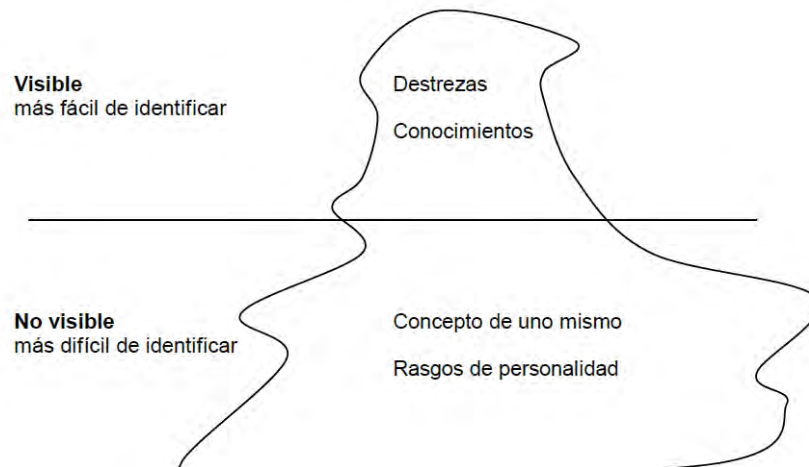 Visible
más fácil de identificar
Destrezas
Conocimientos
No visible
más difícil de identificar
Concepto de uno mismo
Rasgos de personalidad